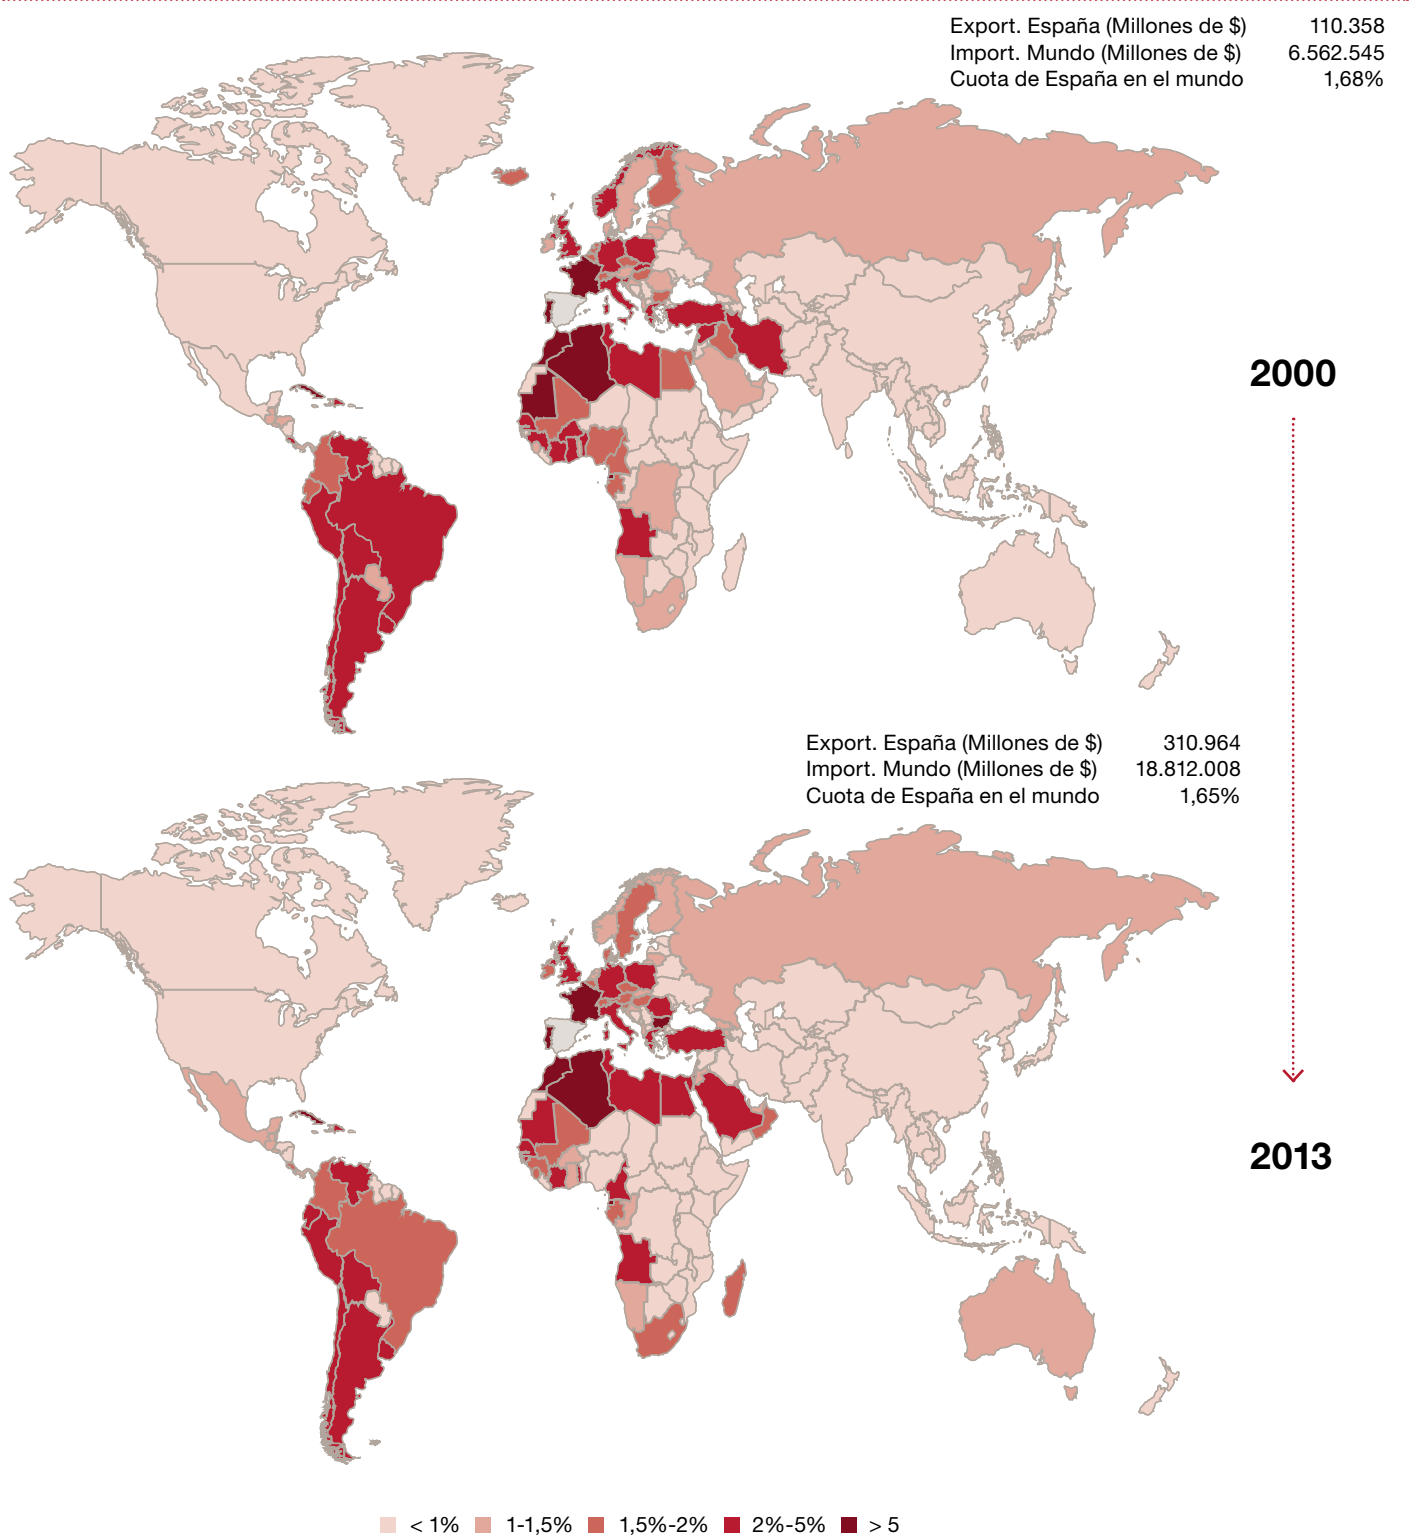 Export. España (Millones de $) 110.358
Import. Mundo (Millones de $) 6.562.545
Cuota de España en el mundo 1,68%
2000
Export. España (Millones de $) 310.964
Import. Mundo (Millones de $) 18.812.008
Cuota de España en el mundo 1,65%
2013
< 1% 1-1,5% 1,5%-2% 2%-5% > 5